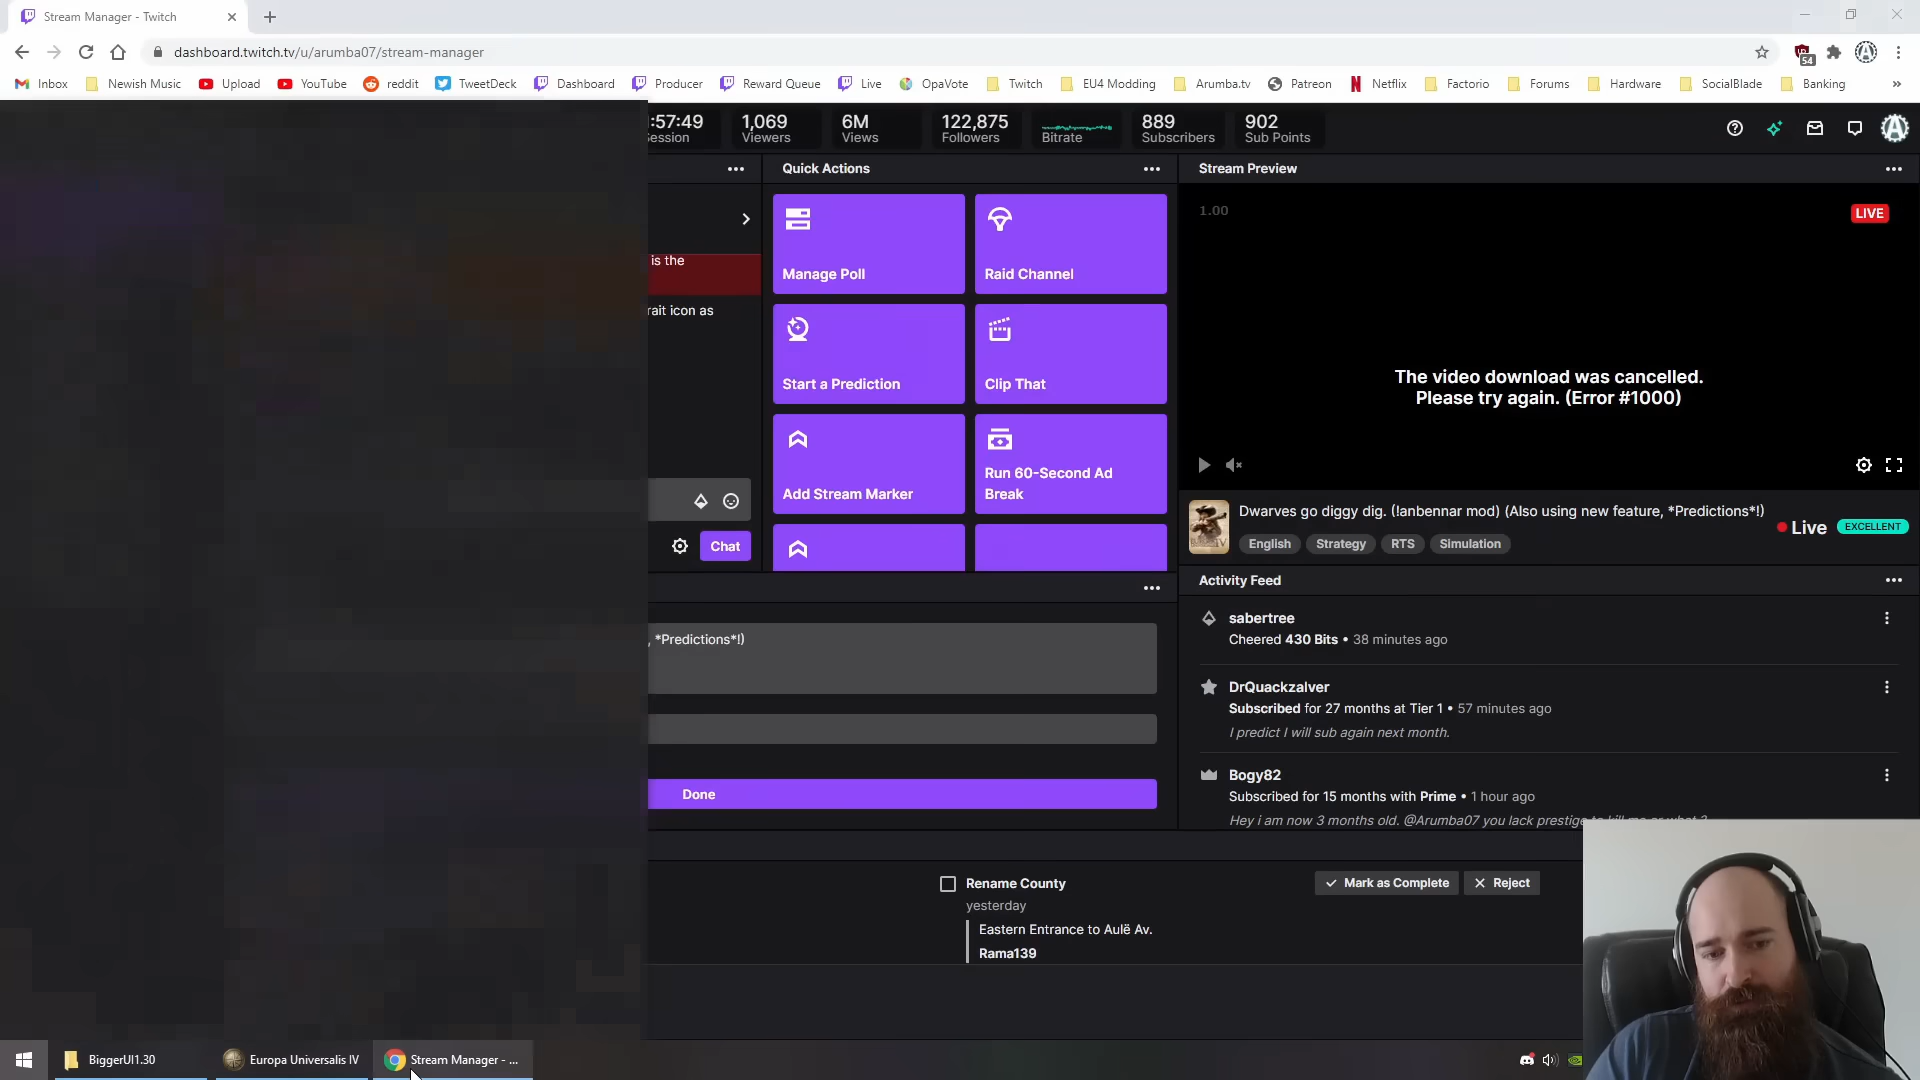 Stream Manager - Twitch
dashboard.twitch.tv/u/arumba07/stream-manager
54
Inbox
Newish Music
Upload
YouTube
reddit
TweetDeck
Dashboard
Producer
Reward Queue
Live
OpaVote
Twitch
EU4 Modding
Arumba.tv
Patreon
Netflix
Factorio
Forums
Hardware
SocialBlade
Banking
:57:49
Session
1,069
Viewers
6M
Views
122,875
Followers
Bitrate
889
Subscribers
902
Sub Points
Quick Actions
Stream Preview
is the
rait icon as
Chat
Manage Poll
Raid Channel
Start a Prediction
Clip That
Add Stream Marker
Run 60-Second Ad
Break
1.00
LIVE
The video download was cancelled.
Please try again. (Error #1000)
Dwarves go diggy dig. (!anbennar mod) (Also using new feature, *Predictions*!)
English
Strategy
RTS
Simulation
Live
EXCELLENT
, *Predictions*!)
Done
Activity Feed
sabertree
Cheered 430 Bits • 38 minutes ago
DrQuackzalver
Subscribed for 27 months at Tier 1 • 57 minutes ago
I predict I will sub again next month.
Bogy82
Subscribed for 15 months with Prime • 1 hour ago
Hey i am now 3 months old. @Arumba07 you lack prestige to kill me or what ?
Rename County
yesterday
Eastern Entrance to Aulë Av.
Rama139
Mark as Complete
Reject
BiggerUI1.30
Europa Universalis IV
Stream Manager - ...